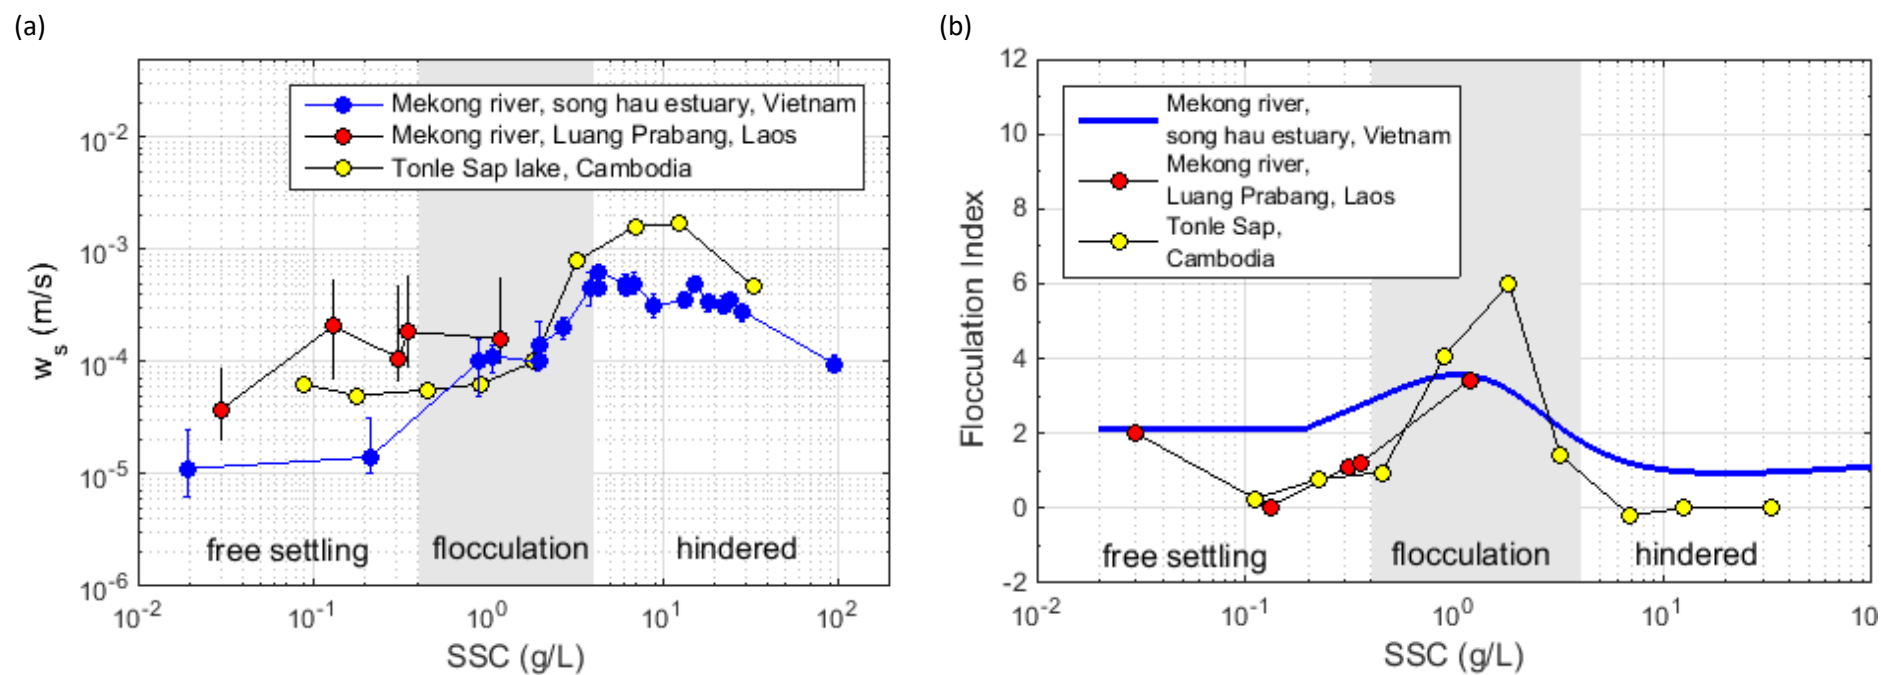 (a)
Mekong river, song hau estuary, Vietnam
Mekong river, Luang Prabang, Laos
Tonle Sap lake, Cambodia
10^-2
10^-3
10^-4
10^-5
10^-6
w_s (m/s)
free settling
flocculation
hindered
10^-2
10^-1
10^0
10^1
10^2
SSC (g/L)
(b)
12
10
8
6
4
2
0
-2
Flocculation Index
Mekong river,
song hau estuary, Vietnam
Mekong river,
Luang Prabang, Laos
Tonle Sap,
Cambodia
free settling
flocculation
hindered
10^-2
10^-1
10^0
10^1
10
SSC (g/L)